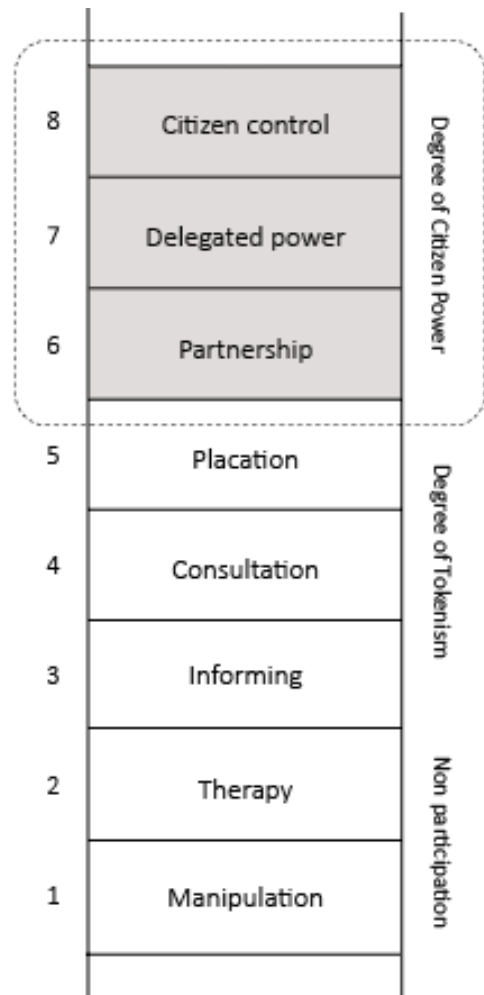 8 Citizen control
7 Delegated power
6 Partnership
Degree of Citizen Power
5 Placation
4 Consultation
3 Informing
Degree of Tokenism
2 Therapy
1 Manipulation
Non participation